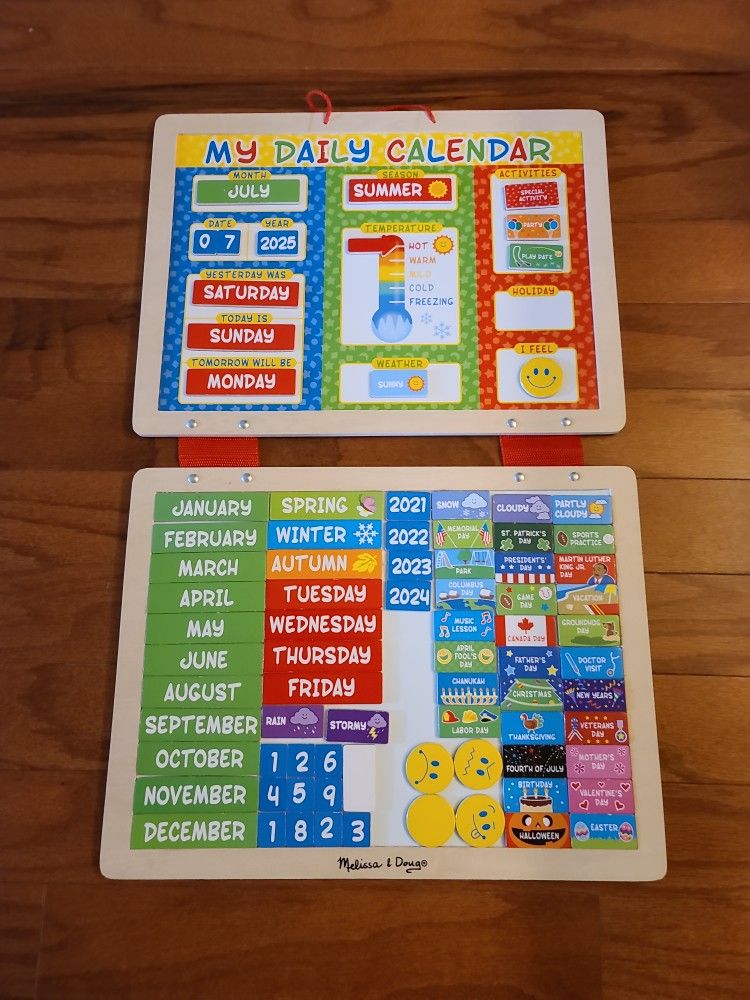 MY DAILY CALENDAR
MONTH
JULY
DATE YEAR
0 7 2025
YESTERDAY WAS
SATURDAY
TODAY IS
SUNDAY
TOMORROW WILL BE
MONDAY
SEASON
SUMMER
TEMPERATURE
HOT
WARM
MILD
COLD
FREEZING
WEATHER
SUNNY
ACTIVITIES
SPECIAL
ACTIVITY
PARTY
PLAY DATE
HOLIDAY
I FEEL
JANUARY
FEBRUARY
MARCH
APRIL
MAY
JUNE
AUGUST
SEPTEMBER
OCTOBER
NOVEMBER
DECEMBER
SPRING
WINTER
AUTUMN
TUESDAY
WEDNESDAY
THURSDAY
FRIDAY
RAIN
STORMY
1 2 6
4 5 9
1 8 2 3
2021
2022
2023
2024
SNOW
CLOUDY
PARTLY
CLOUDY
MEMORIAL
DAY
ST. PATRICK'S
DAY
SPORTS
PRACTICE
PARK
PRESIDENTS'
DAY
MARTIN LUTHER
KING JR.
DAY
COLUMBUS
DAY
GAME
DAY
VACATION
MUSIC
LESSON
CANADA DAY
GROUNDHOG
DAY
APRIL
FOOL'S
DAY
FATHER'S
DAY
DOCTOR
VISIT
CHANUKAH
CHRISTMAS
NEW YEARS
LABOR DAY
THANKSGIVING
VETERANS
DAY
FOURTH OF JULY
MOTHER'S
DAY
BIRTHDAY
VALENTINE'S
DAY
HALLOWEEN
EASTER
Melissa & Doug®